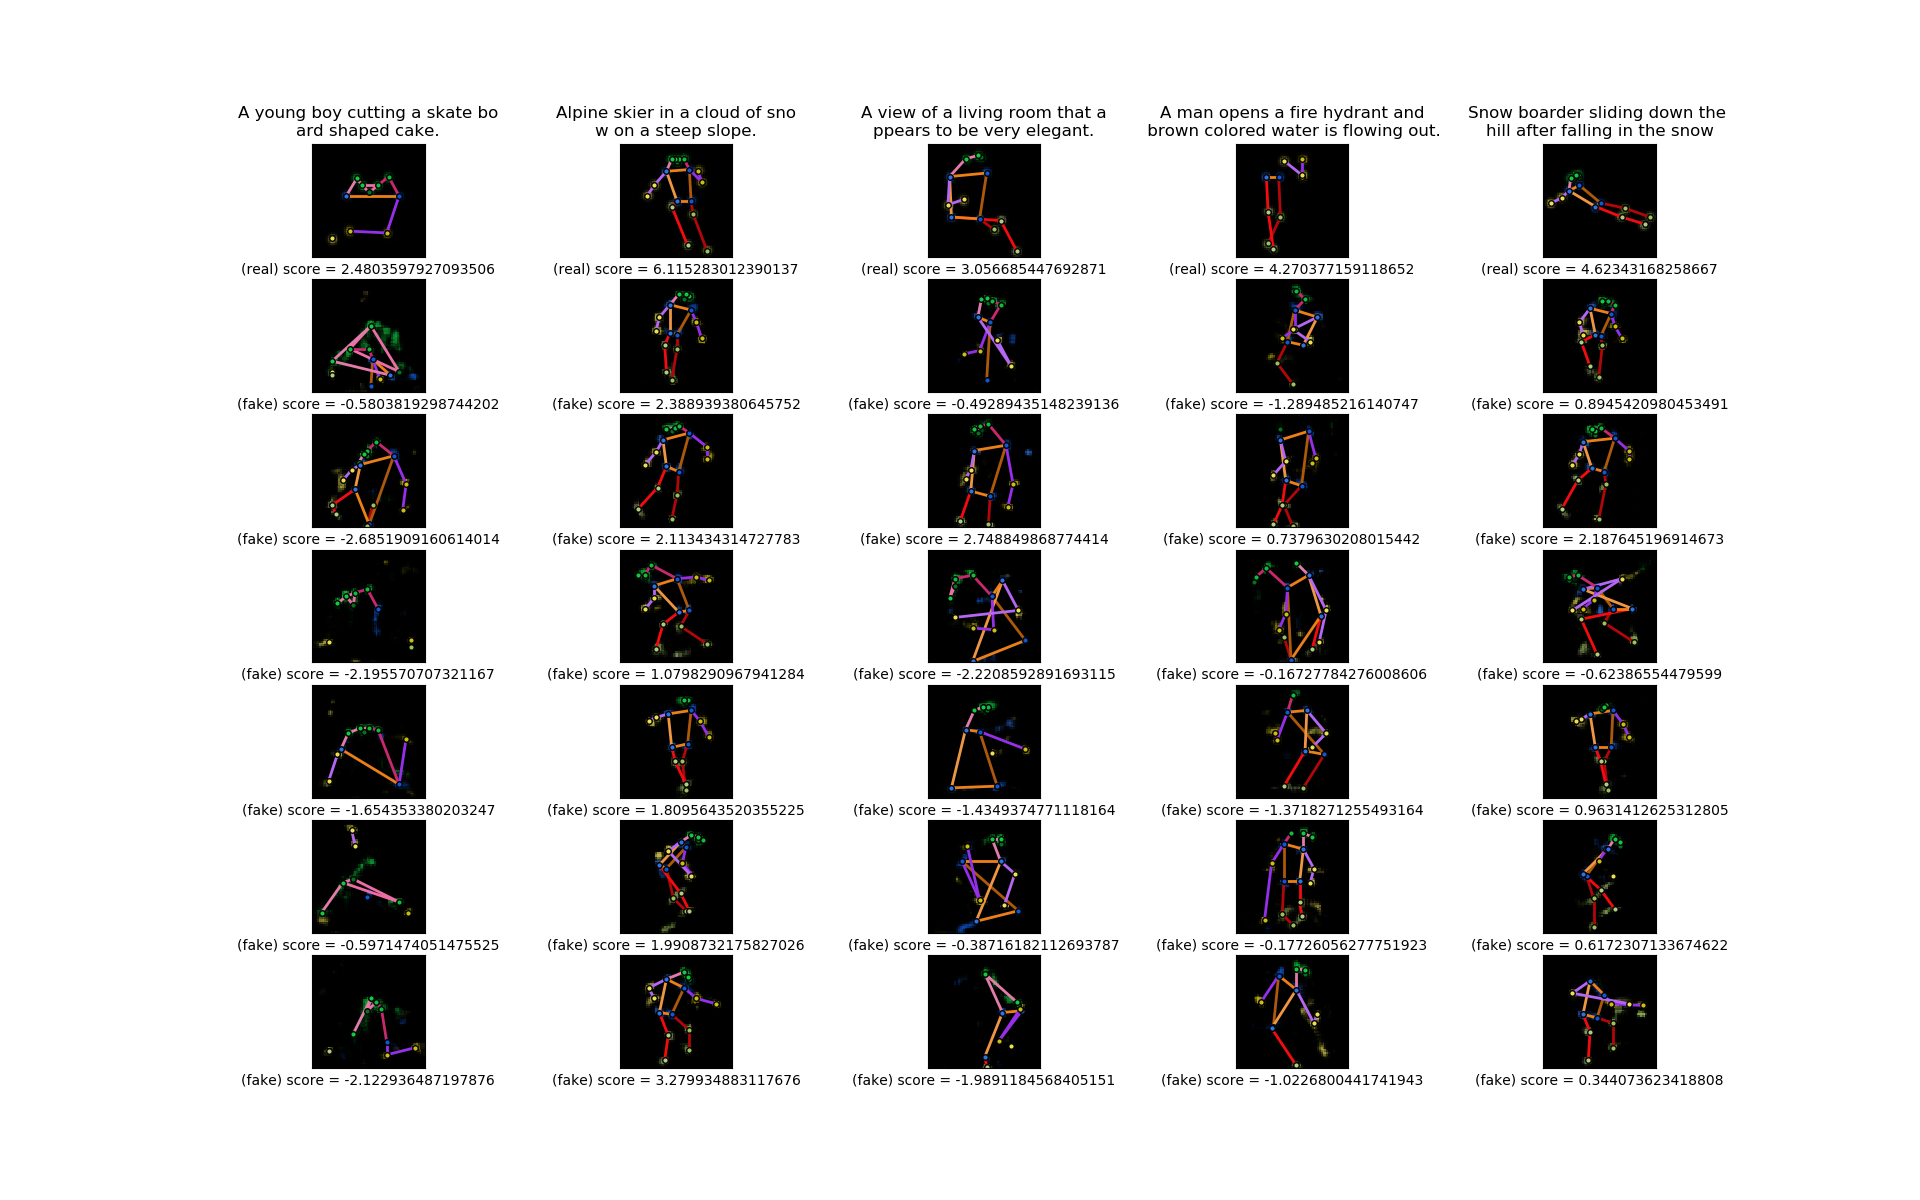 A young boy cutting a skate bo
ard shaped cake.
Alpine skier in a cloud of sno
w on a steep slope.
A view of a living room that a
ppears to be very elegant.
A man opens a fire hydrant and
brown colored water is flowing out.
Snow boarder sliding down the
hill after falling in the snow
(real) score = 2.4803597927093506
(real) score = 6.115283012390137
(real) score = 3.056685447692871
(real) score = 4.270377159118652
(real) score = 4.62343168258667
(fake) score = -0.5803819298744202
(fake) score = 2.388939380645752
(fake) score = -0.49289435148239136
(fake) score = -1.289485216140747
(fake) score = 0.8945420980453491
(fake) score = -2.6851909160614014
(fake) score = 2.113434314727783
(fake) score = 2.748849868774414
(fake) score = 0.7379630208015442
(fake) score = 2.187645196914673
(fake) score = -2.195570707321167
(fake) score = 1.0798290967941284
(fake) score = -2.2208592891693115
(fake) score = -0.16727784276008606
(fake) score = -0.62386554479599
(fake) score = -1.654353380203247
(fake) score = 1.8095643520355225
(fake) score = -1.4349374771118164
(fake) score = -1.3718271255493164
(fake) score = 0.9631412625312805
(fake) score = -0.5971474051475525
(fake) score = 1.9908732175827026
(fake) score = -0.38716182112693787
(fake) score = -0.17726056277751923
(fake) score = 0.6172307133674622
(fake) score = -2.122936487197876
(fake) score = 3.279934883117676
(fake) score = -1.9891184568405151
(fake) score = -1.0226800441741943
(fake) score = 0.344073623418808